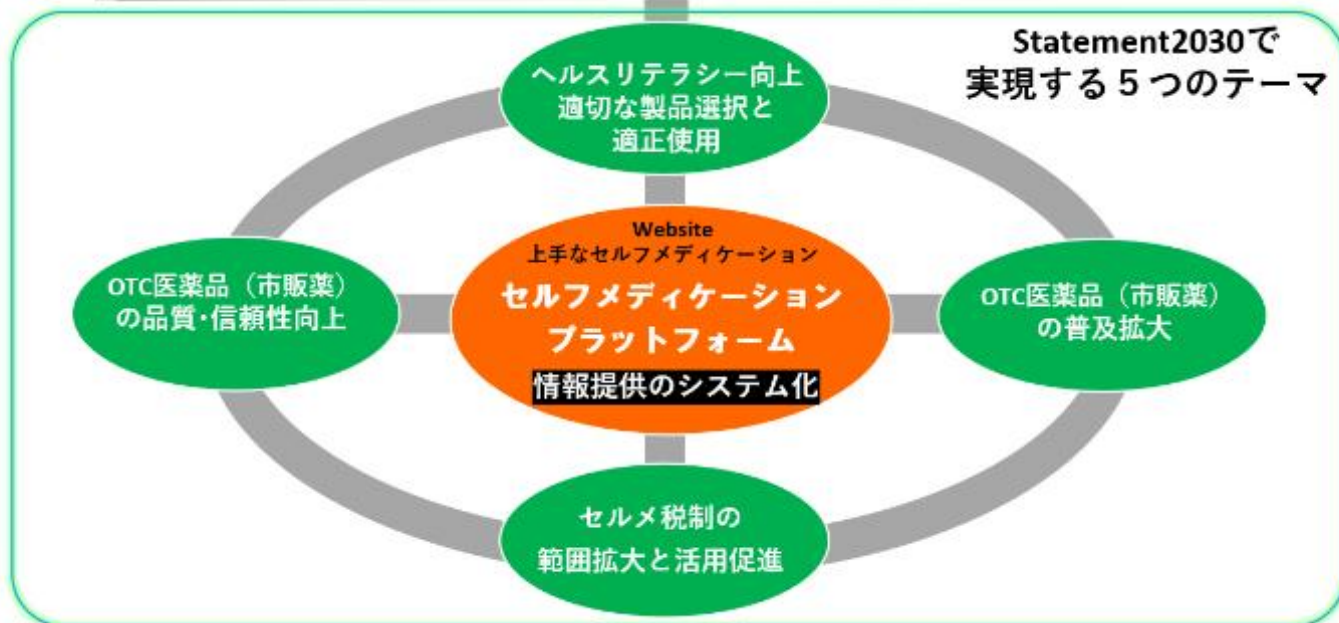 Statement2030で
実現する５つのテーマ
ヘルスリテラシー向上
適切な製品選択と
適正使用
OTC医薬品（市販薬）
の品質･信頼性向上
Website
上手なセルフメディケーション
セルフメディケーション
プラットフォーム
情報提供のシステム化
OTC医薬品（市販薬）
の普及拡大
セルメ税制の
範囲拡大と活用促進